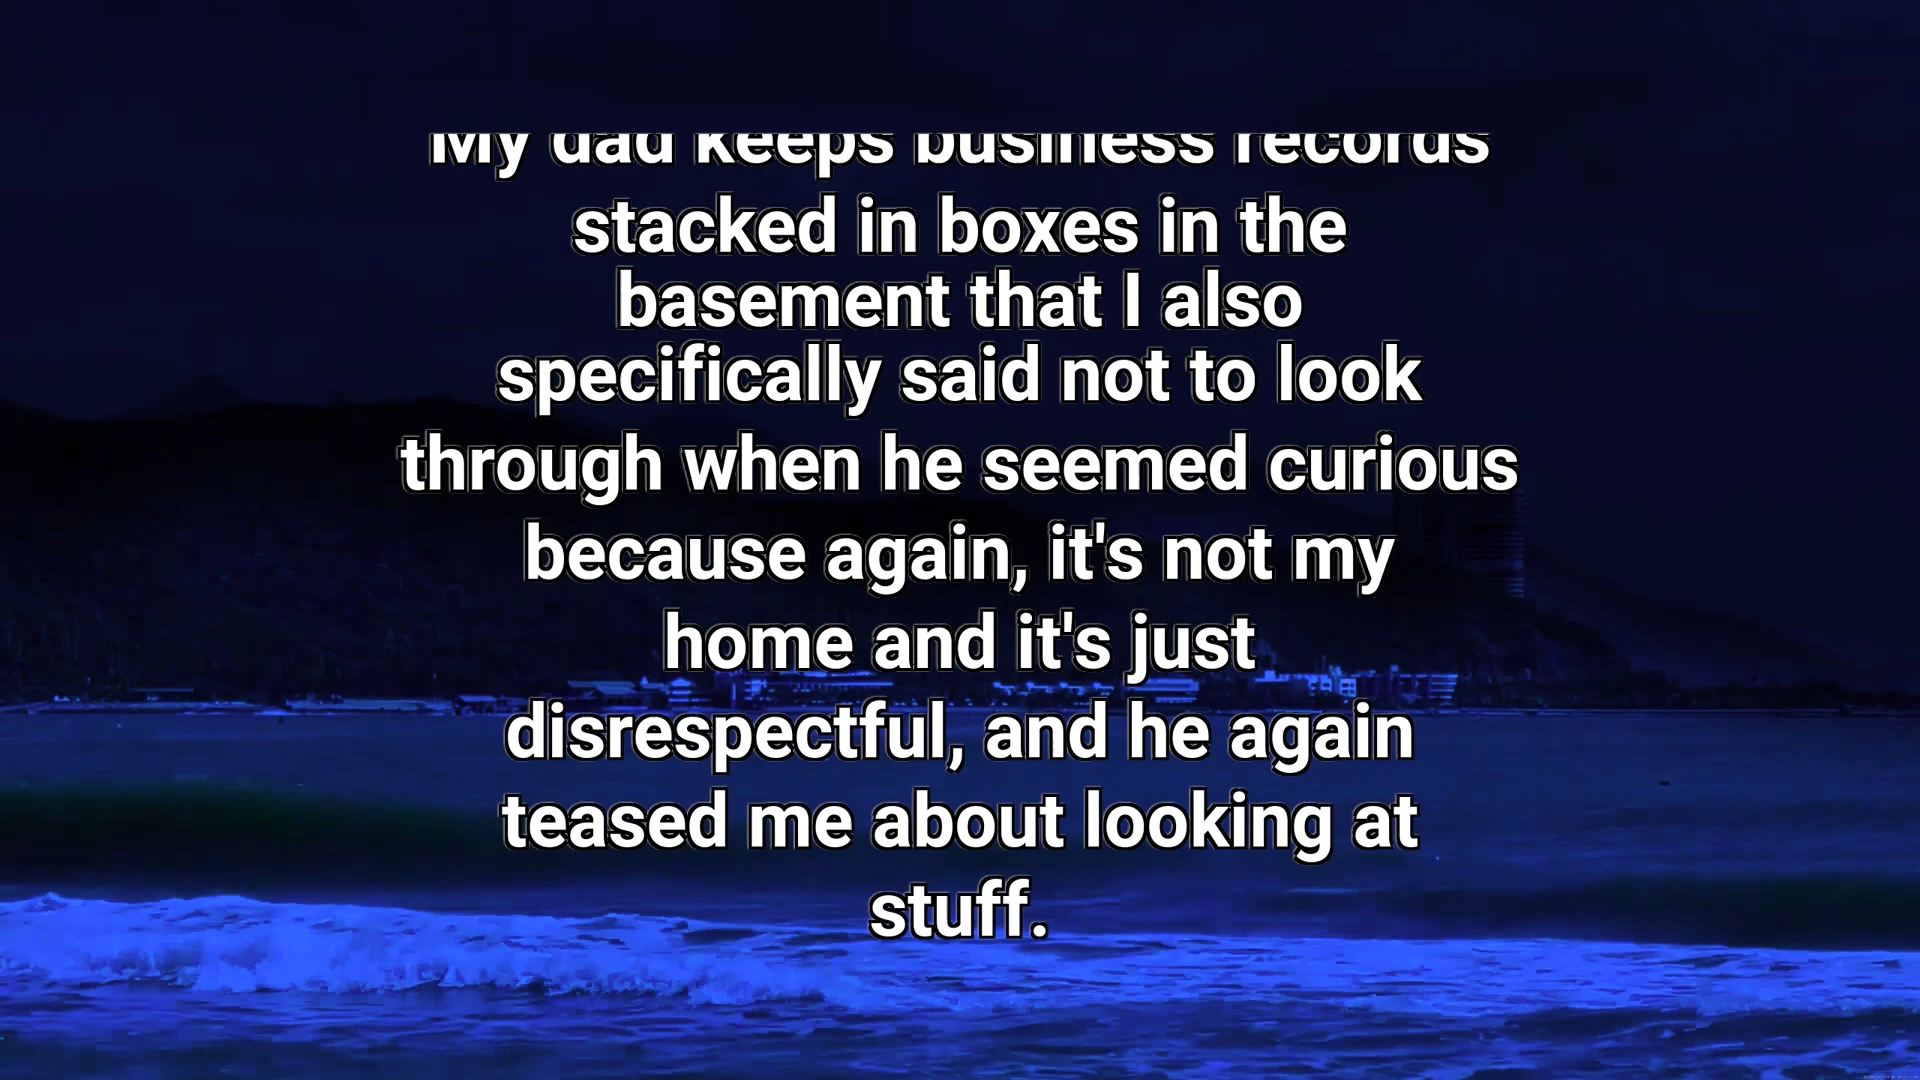 My dad keeps business records
stacked in boxes in the
basement that I also
specifically said not to look
through when he seemed curious
because again, it's not my
home and it's just
disrespectful, and he again
teased me about looking at
stuff.